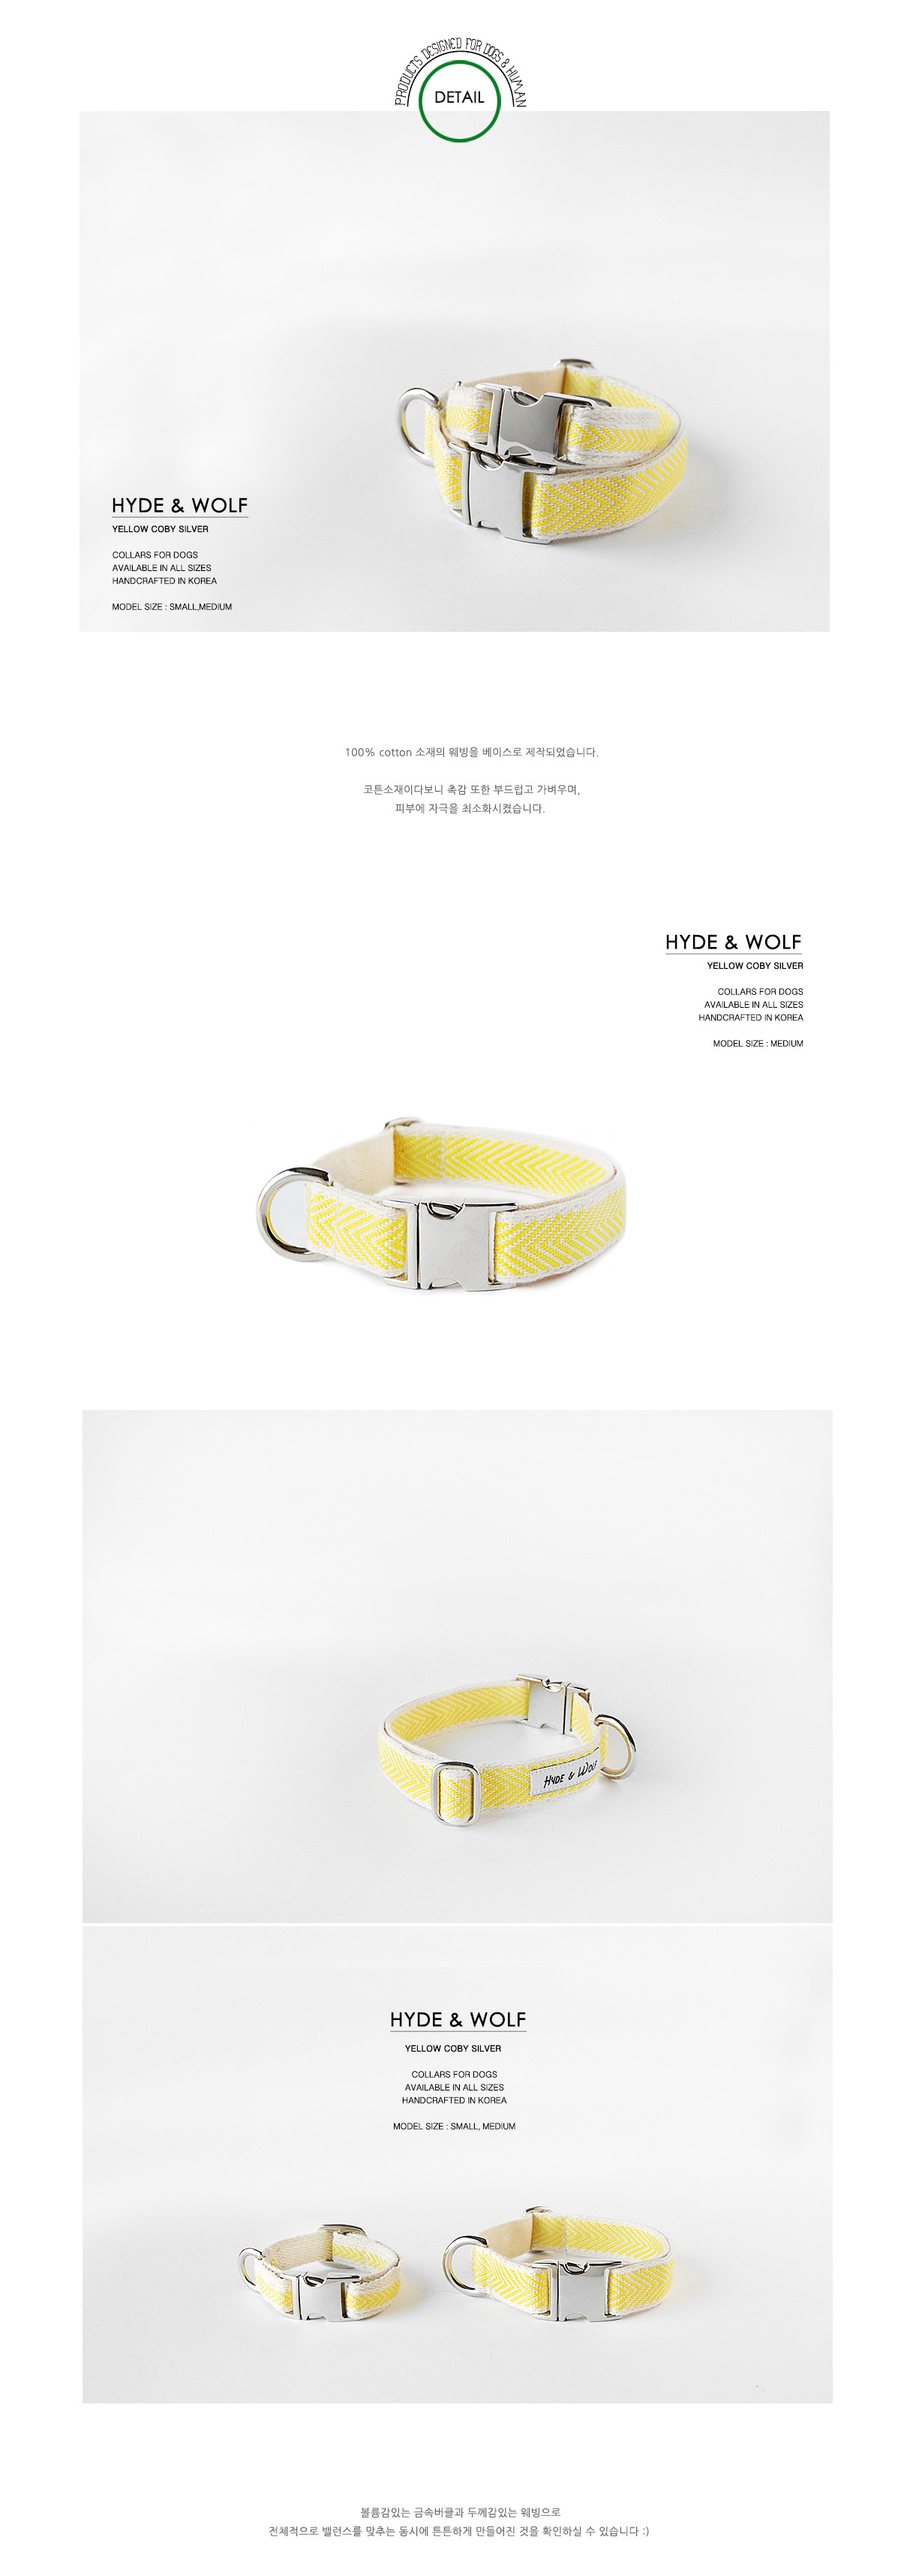 PRODUCTS DESIGNED FOR DOGS & HUMAN
DETAIL
HYDE & WOLF
YELLOW COBY SILVER
COLLARS FOR DOGS
AVAILABLE IN ALL SIZES
HANDCRAFTED IN KOREA
MODEL SIZE : SMALL,MEDIUM
100% cotton 소재의 웨빙을 베이스로 제작되었습니다.
코튼소재이다보니 촉감 또한 부드럽고 가벼우며,
피부에 자극을 최소화시켰습니다.
HYDE & WOLF
YELLOW COBY SILVER
COLLARS FOR DOGS
AVAILABLE IN ALL SIZES
HANDCRAFTED IN KOREA
MODEL SIZE : MEDIUM
HYDE & WOLF
HYDE & WOLF
YELLOW COBY SILVER
COLLARS FOR DOGS
AVAILABLE IN ALL SIZES
HANDCRAFTED IN KOREA
MODEL SIZE : SMALL, MEDIUM
볼륨감있는 금속버클과 두께감있는 웨빙으로
전체적으로 밸런스를 맞추는 동시에 튼튼하게 만들어진 것을 확인하실 수 있습니다 :)